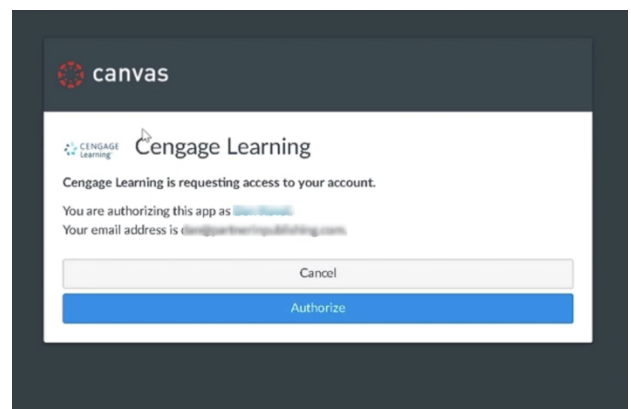 canvas
CENGAGE
Learning
Cengage Learning
Cengage Learning is requesting access to your account.
You are authorizing this app as
Your email address is
Cancel
Authorize